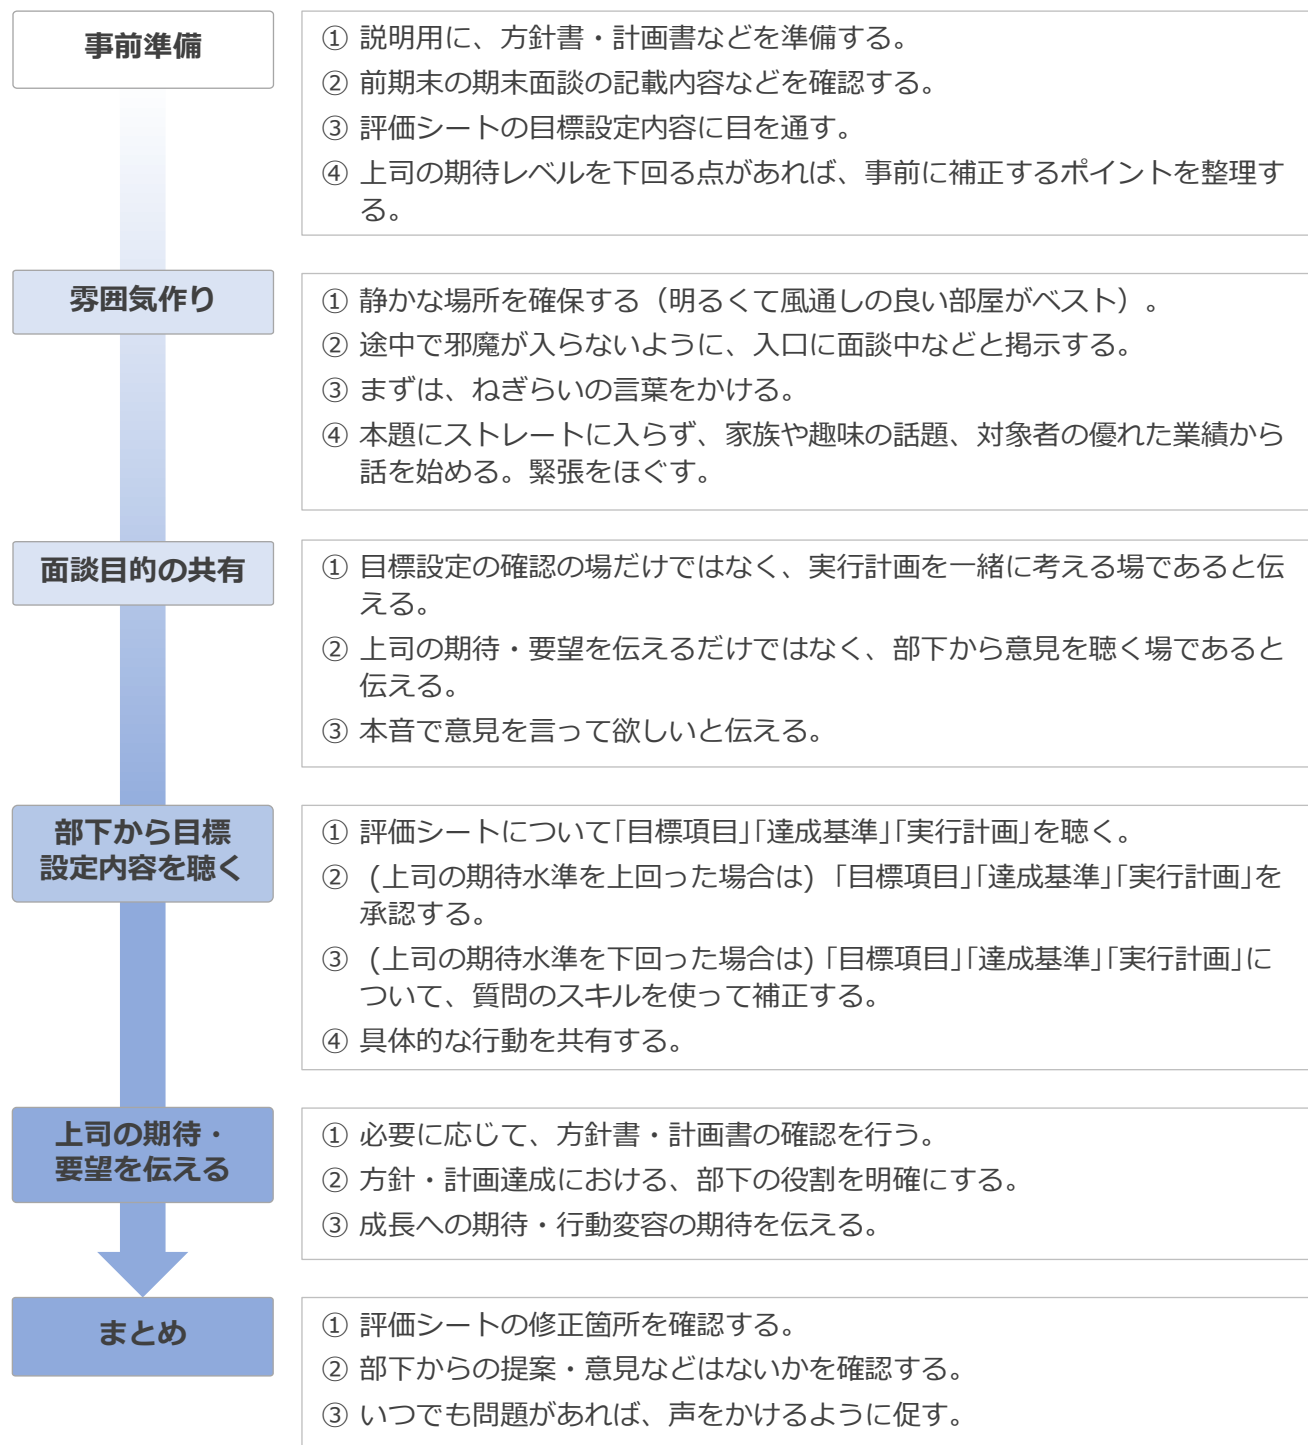 事前準備
① 説明用に、方針書・計画書などを準備する。
② 前期末の期末面談の記載内容などを確認する。
③ 評価シートの目標設定内容に目を通す。
④ 上司の期待レベルを下回る点があれば、事前に補正するポイントを整理す
る。
雰囲気作り
① 静かな場所を確保する（明るくて風通しの良い部屋がベスト）。
② 途中で邪魔が入らないように、入口に面談中などと掲示する。
③ まずは、ねぎらいの言葉をかける。
④ 本題にストレートに入らず、家族や趣味の話題、対象者の優れた業績から
話を始める。緊張をほぐす。
面談目的の共有
① 目標設定の確認の場だけではなく、実行計画を一緒に考える場であると伝
える。
② 上司の期待・要望を伝えるだけではなく、部下から意見を聴く場であると
伝える。
③ 本音で意見を言って欲しいと伝える。
部下から目標
設定内容を聴く
① 評価シートについて｢目標項目｣｢達成基準｣｢実行計画｣を聴く。
② (上司の期待水準を上回った場合は) ｢目標項目｣｢達成基準｣｢実行計画｣を
承認する。
③ (上司の期待水準を下回った場合は)｢目標項目｣｢達成基準｣｢実行計画｣に
ついて、質問のスキルを使って補正する。
④ 具体的な行動を共有する。
上司の期待・
要望を伝える
① 必要に応じて、方針書・計画書の確認を行う。
② 方針・計画達成における、部下の役割を明確にする。
③ 成長への期待・行動変容の期待を伝える。
まとめ
① 評価シートの修正箇所を確認する。
② 部下からの提案・意見などはないかを確認する。
③ いつでも問題があれば、声をかけるように促す。